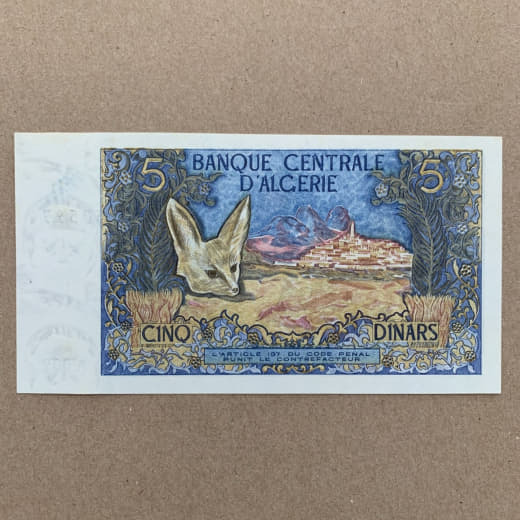 5 BANQUE CENTRALE 5
D'ALGERIE
CINQ DINARS
L'ARTICLE 197 DU CODE PENAL
PUNIT LE CONTREFACTEUR